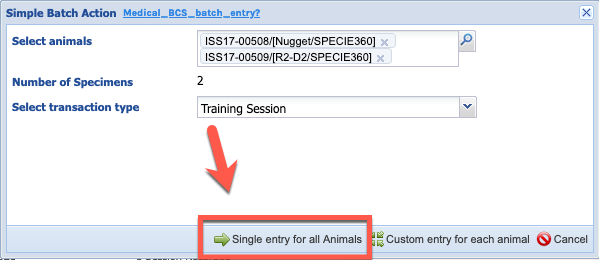 Simple Batch Action Medical_BCS_batch_entry?
Select animals
ISS17-00508/[Nugget/SPECIE360]
ISS17-00509/[R2-D2/SPECIE360]
Number of Specimens 2
Select transaction type Training Session
Single entry for all Animals Custom entry for each animal Cancel